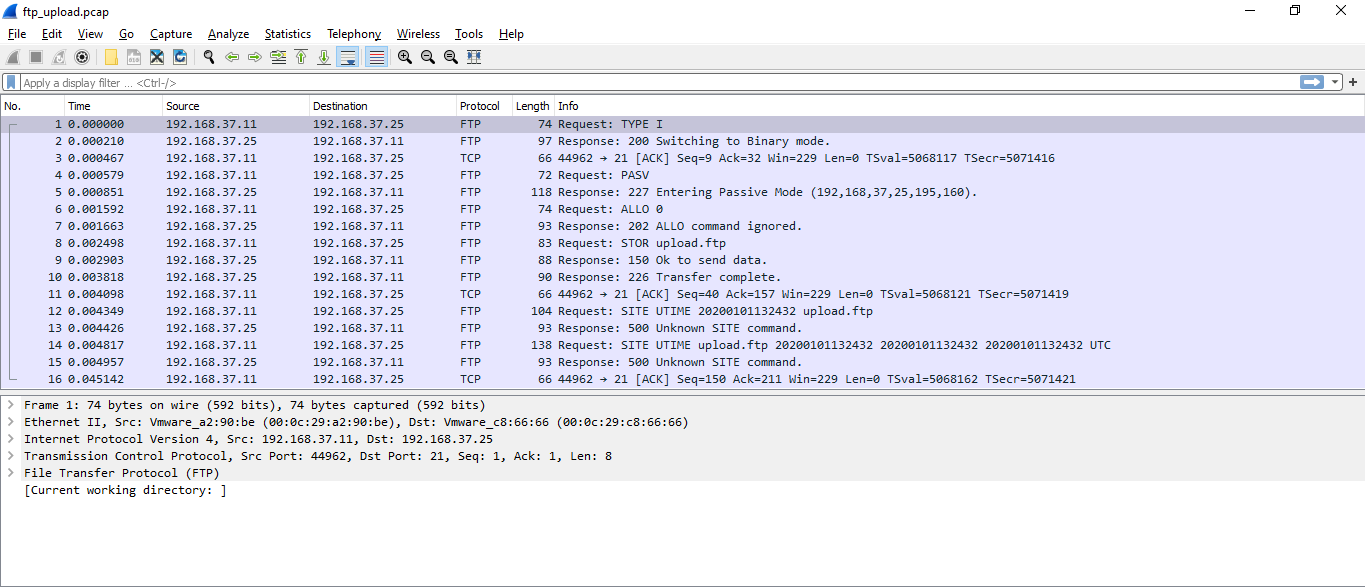 ftp_upload.pcap
File Edit View Go Capture Analyze Statistics Telephony Wireless Tools Help
Apply a display filter ... <Ctrl-/>
No. Time Source Destination Protocol Length Info
1 0.000000 192.168.37.11 192.168.37.25 FTP 74 Request: TYPE I
2 0.000210 192.168.37.25 192.168.37.11 FTP 97 Response: 200 Switching to Binary mode.
3 0.000467 192.168.37.11 192.168.37.25 TCP 66 44962 → 21 [ACK] Seq=9 Ack=32 Win=229 Len=0 TSval=5068117 TSecr=5071416
4 0.000579 192.168.37.11 192.168.37.25 FTP 72 Request: PASV
5 0.000851 192.168.37.25 192.168.37.11 FTP 118 Response: 227 Entering Passive Mode (192,168,37,25,195,160).
6 0.001592 192.168.37.11 192.168.37.25 FTP 74 Request: ALLO 0
7 0.001663 192.168.37.25 192.168.37.11 FTP 93 Response: 202 ALLO command ignored.
8 0.002498 192.168.37.11 192.168.37.25 FTP 83 Request: STOR upload.ftp
9 0.002903 192.168.37.25 192.168.37.11 FTP 88 Response: 150 Ok to send data.
10 0.003818 192.168.37.25 192.168.37.11 FTP 90 Response: 226 Transfer complete.
11 0.004098 192.168.37.11 192.168.37.25 TCP 66 44962 → 21 [ACK] Seq=40 Ack=157 Win=229 Len=0 TSval=5068121 TSecr=5071419
12 0.004349 192.168.37.11 192.168.37.25 FTP 104 Request: SITE UTIME 20200101132432 upload.ftp
13 0.004426 192.168.37.25 192.168.37.11 FTP 93 Response: 500 Unknown SITE command.
14 0.004817 192.168.37.11 192.168.37.25 FTP 138 Request: SITE UTIME upload.ftp 20200101132432 20200101132432 20200101132432 UTC
15 0.004957 192.168.37.25 192.168.37.11 FTP 93 Response: 500 Unknown SITE command.
16 0.045142 192.168.37.11 192.168.37.25 TCP 66 44962 → 21 [ACK] Seq=150 Ack=211 Win=229 Len=0 TSval=5068162 TSecr=5071421
Frame 1: 74 bytes on wire (592 bits), 74 bytes captured (592 bits)
Ethernet II, Src: Vmware_a2:90:be (00:0c:29:a2:90:be), Dst: Vmware_c8:66:66 (00:0c:29:c8:66:66)
Internet Protocol Version 4, Src: 192.168.37.11, Dst: 192.168.37.25
Transmission Control Protocol, Src Port: 44962, Dst Port: 21, Seq: 1, Ack: 1, Len: 8
File Transfer Protocol (FTP)
[Current working directory: ]